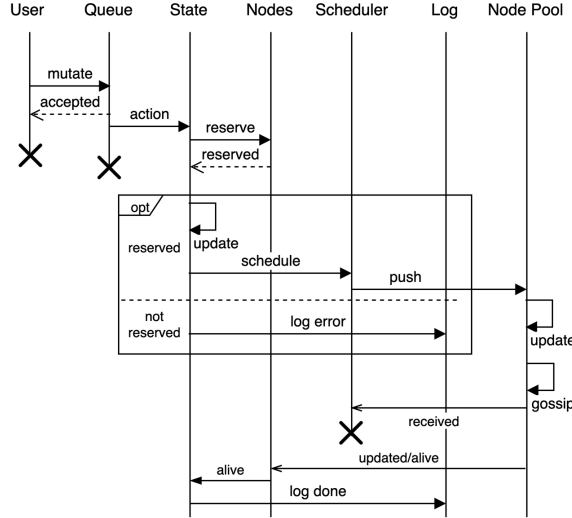 User Queue State Nodes Scheduler Log Node Pool
mutate
accepted
action
reserve
reserved
opt
update
reserved
schedule
push
not
reserved
log error
update
gossip
received
updated/alive
alive
log done